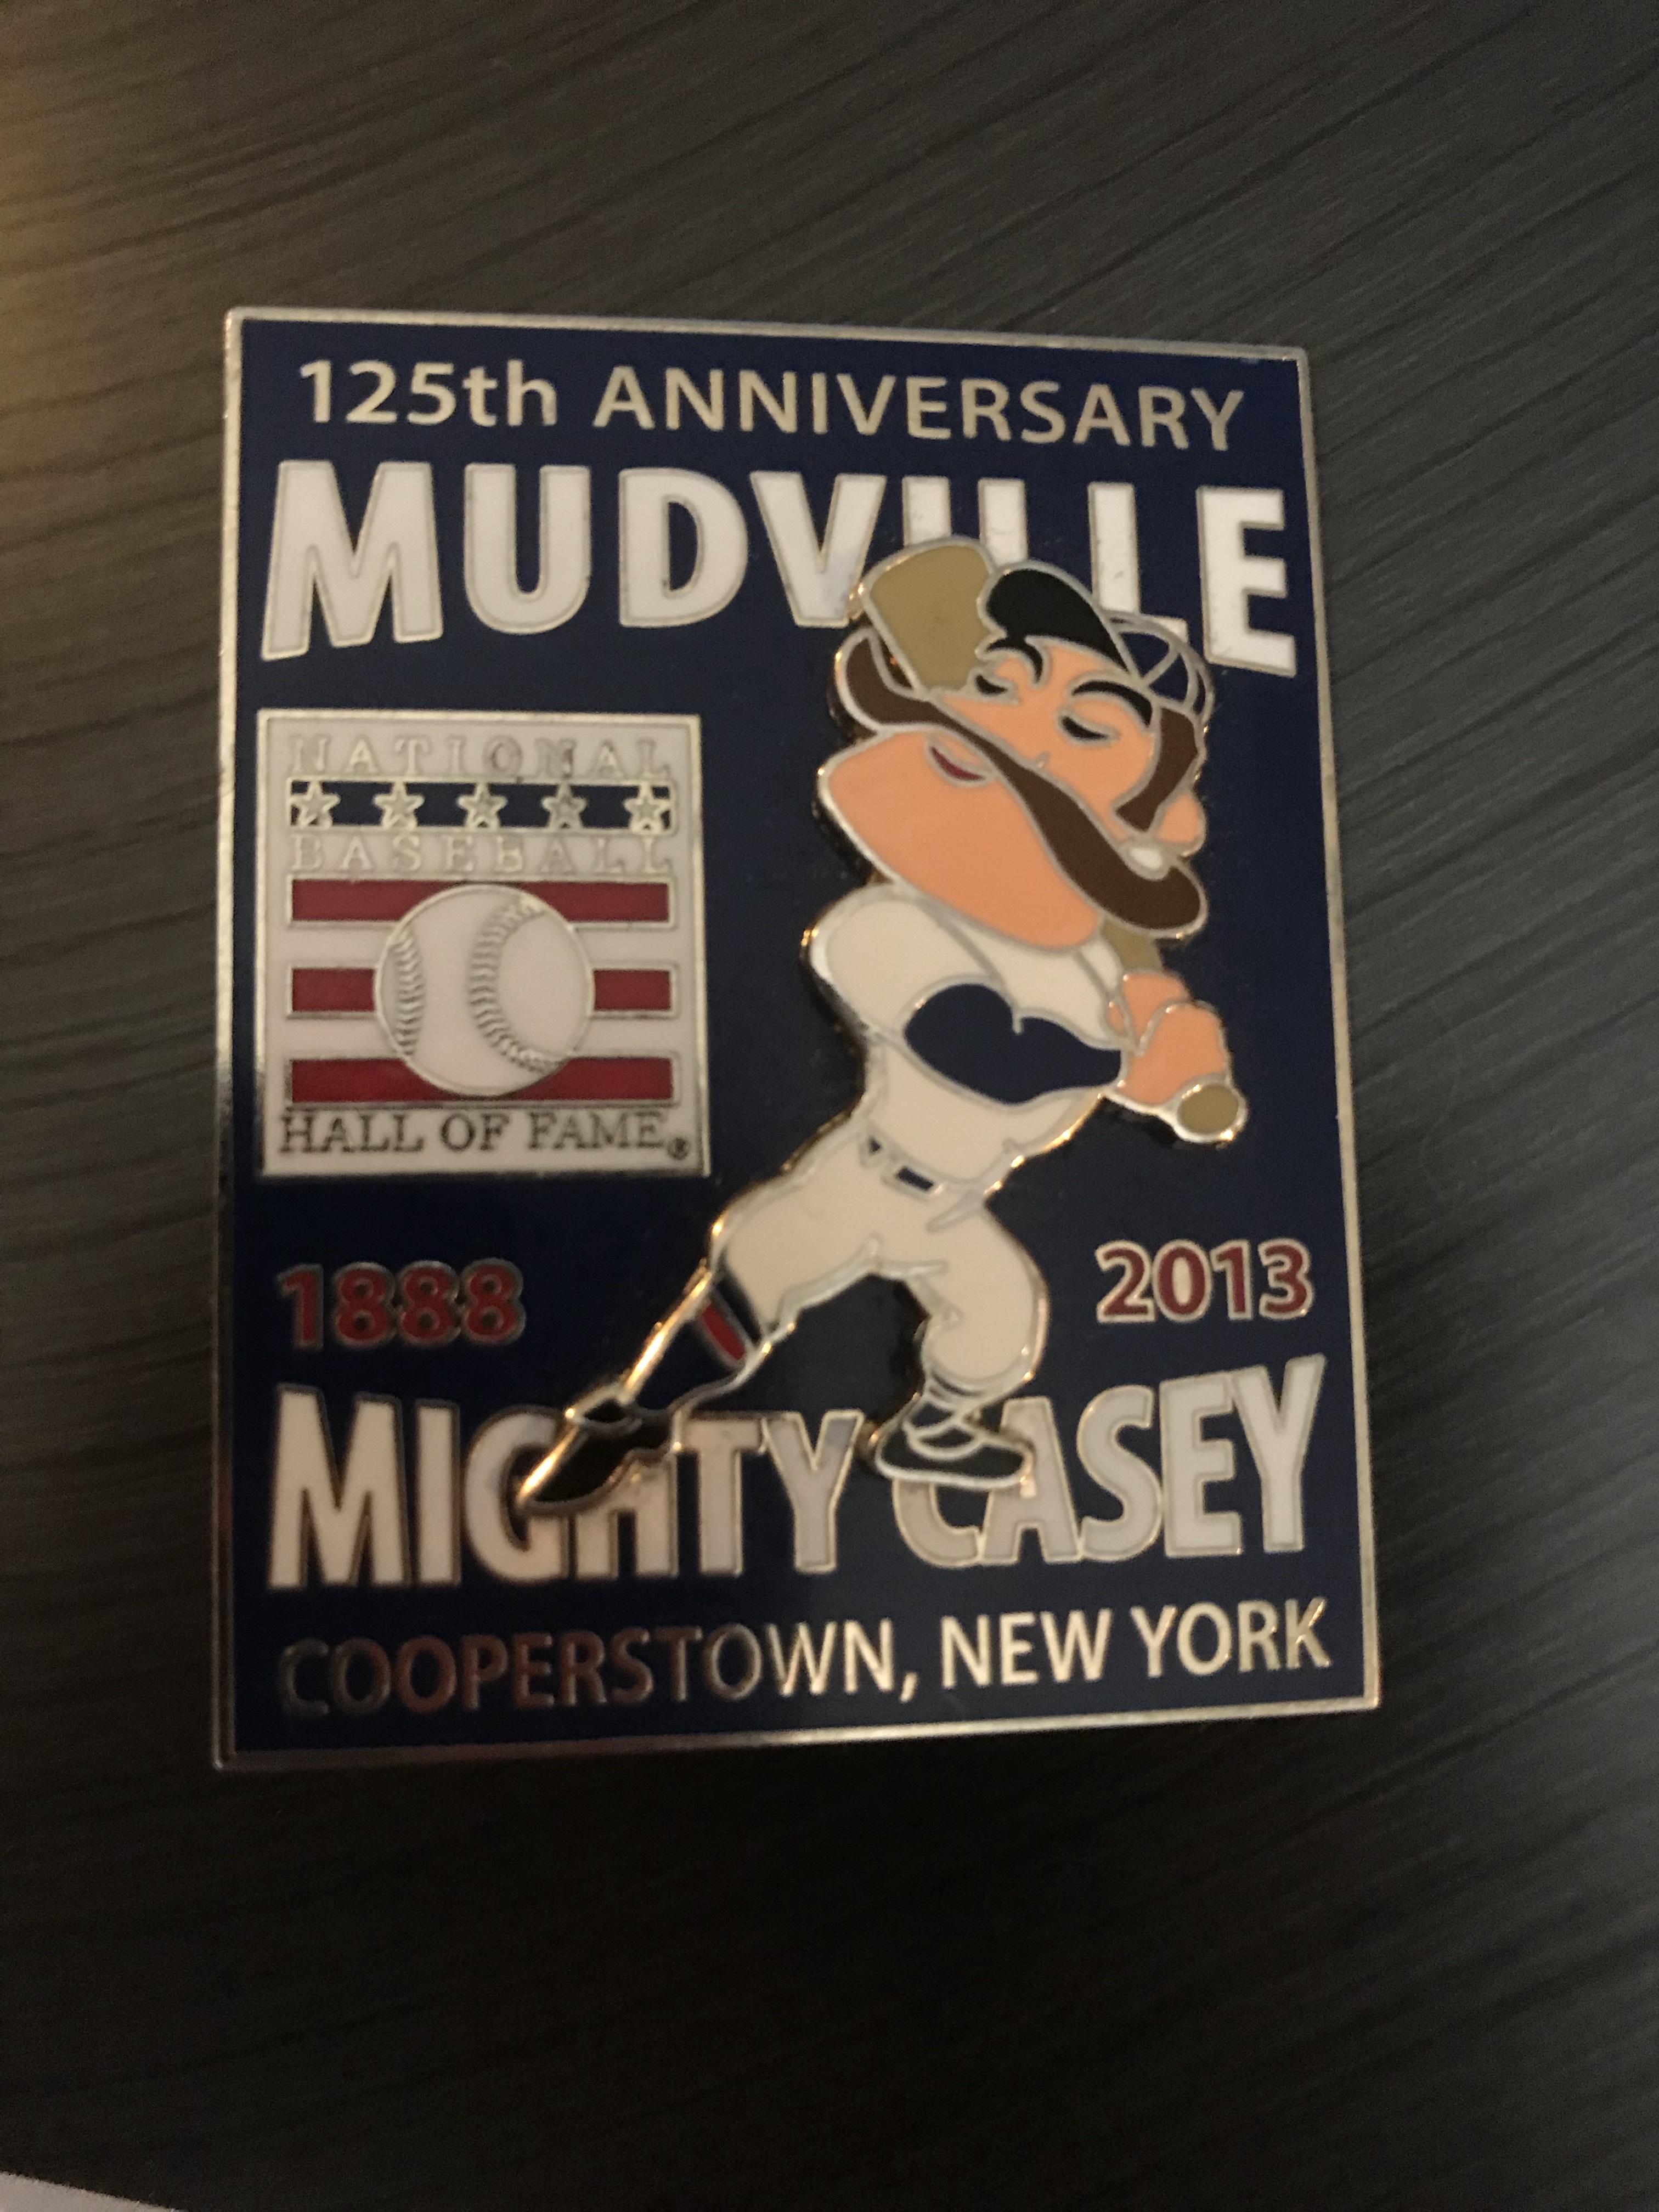 125th ANNIVERSARY
MUDVILLE
NATIONAL
BASEBALL
HALL OF FAME®
1888
2013
MIGHTY CASEY
COOPERSTOWN, NEW YORK